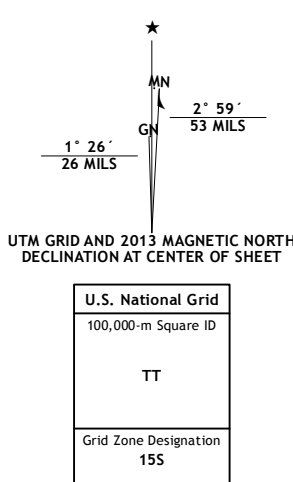 ★
MN
GN
2° 59´
53 MILS
1° 26´
26 MILS
UTM GRID AND 2013 MAGNETIC NORTH
DECLINATION AT CENTER OF SHEET
U.S. National Grid
100,000-m Square ID
TT
Grid Zone Designation
15S